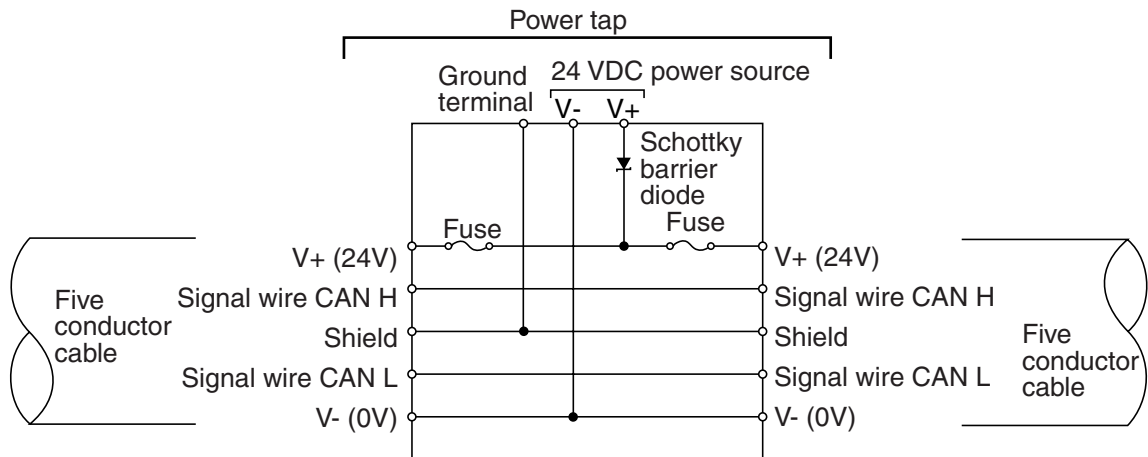 Power tap
Ground
terminal
24 VDC power source
V-
V+
Schottky
barrier
diode
Fuse
Fuse
V+ (24V)
V+ (24V)
Signal wire CAN H
Signal wire CAN H
Five
conductor
cable
Shield
Shield
Five
conductor
cable
Signal wire CAN L
Signal wire CAN L
V- (0V)
V- (0V)